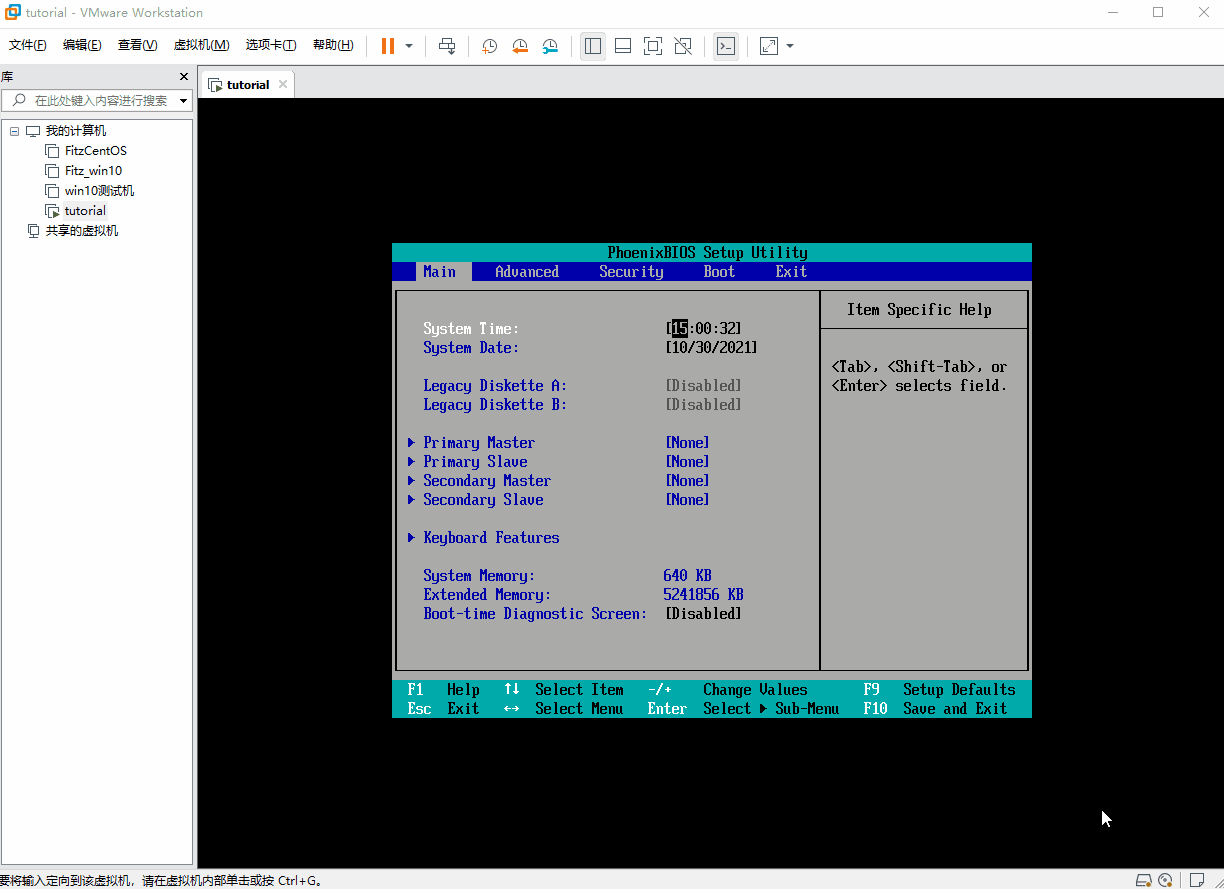 tutorial - VMware Workstation
文件(F) 编辑(E) 查看(V) 虚拟机(M) 选项卡(T) 帮助(H)
库
在此处键入内容进行搜索
我的计算机
FitzCentOS
Fitz_win10
win10测试机
tutorial
共享的虚拟机
tutorial
PhoenixBIOS Setup Utility
Main Advanced Security Boot Exit
System Time: [15:00:32]
System Date: [10/30/2021]
Legacy Diskette A: [Disabled]
Legacy Diskette B: [Disabled]
Primary Master [None]
Primary Slave [None]
Secondary Master [None]
Secondary Slave [None]
Keyboard Features
System Memory: 640 KB
Extended Memory: 5241856 KB
Boot-time Diagnostic Screen: [Disabled]
Item Specific Help
<Tab>, <Shift-Tab>, or
<Enter> selects field.
F1 Help ↑↓ Select Item -/+ Change Values F9 Setup Defaults
Esc Exit ↔ Select Menu Enter Select ▶ Sub-Menu F10 Save and Exit
要将输入定向到该虚拟机，请在虚拟机内部单击或按 Ctrl+G。